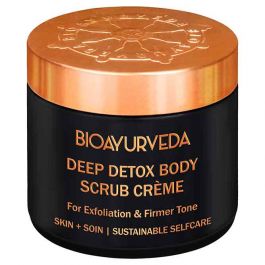 BIOAYURVEDA
DEEP DETOX BODY
SCRUB CRÈME
For Exfoliation & Firmer Tone
SKIN + SOIN | SUSTAINABLE SELFCARE